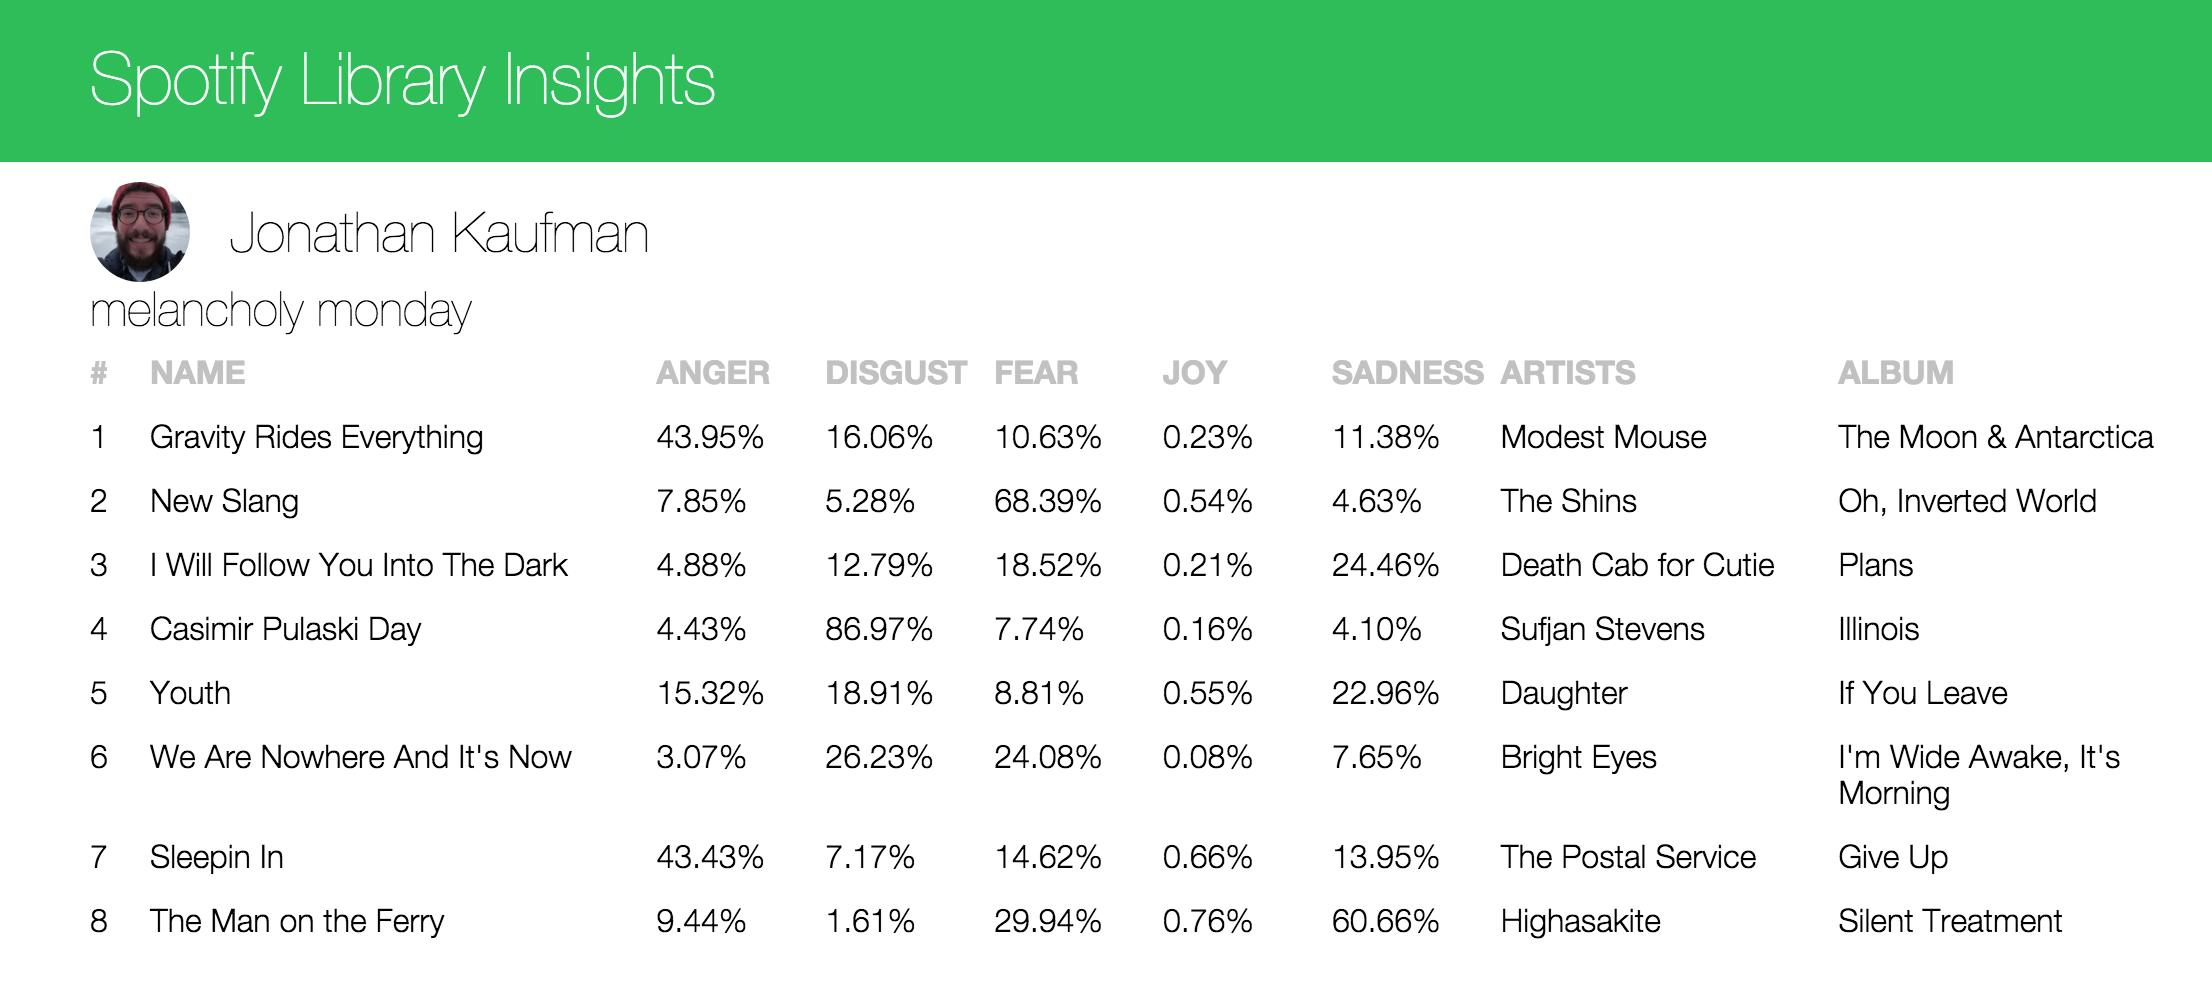 Spotify Library Insights
Jonathan Kaufman
melancholy monday
# NAME ANGER DISGUST FEAR JOY SADNESS ARTISTS ALBUM
1 Gravity Rides Everything 43.95% 16.06% 10.63% 0.23% 11.38% Modest Mouse The Moon & Antarctica
2 New Slang 7.85% 5.28% 68.39% 0.54% 4.63% The Shins Oh, Inverted World
3 I Will Follow You Into The Dark 4.88% 12.79% 18.52% 0.21% 24.46% Death Cab for Cutie Plans
4 Casimir Pulaski Day 4.43% 86.97% 7.74% 0.16% 4.10% Sufjan Stevens Illinois
5 Youth 15.32% 18.91% 8.81% 0.55% 22.96% Daughter If You Leave
6 We Are Nowhere And It's Now 3.07% 26.23% 24.08% 0.08% 7.65% Bright Eyes I'm Wide Awake, It's
Morning
7 Sleepin In 43.43% 7.17% 14.62% 0.66% 13.95% The Postal Service Give Up
8 The Man on the Ferry 9.44% 1.61% 29.94% 0.76% 60.66% Highasakite Silent Treatment